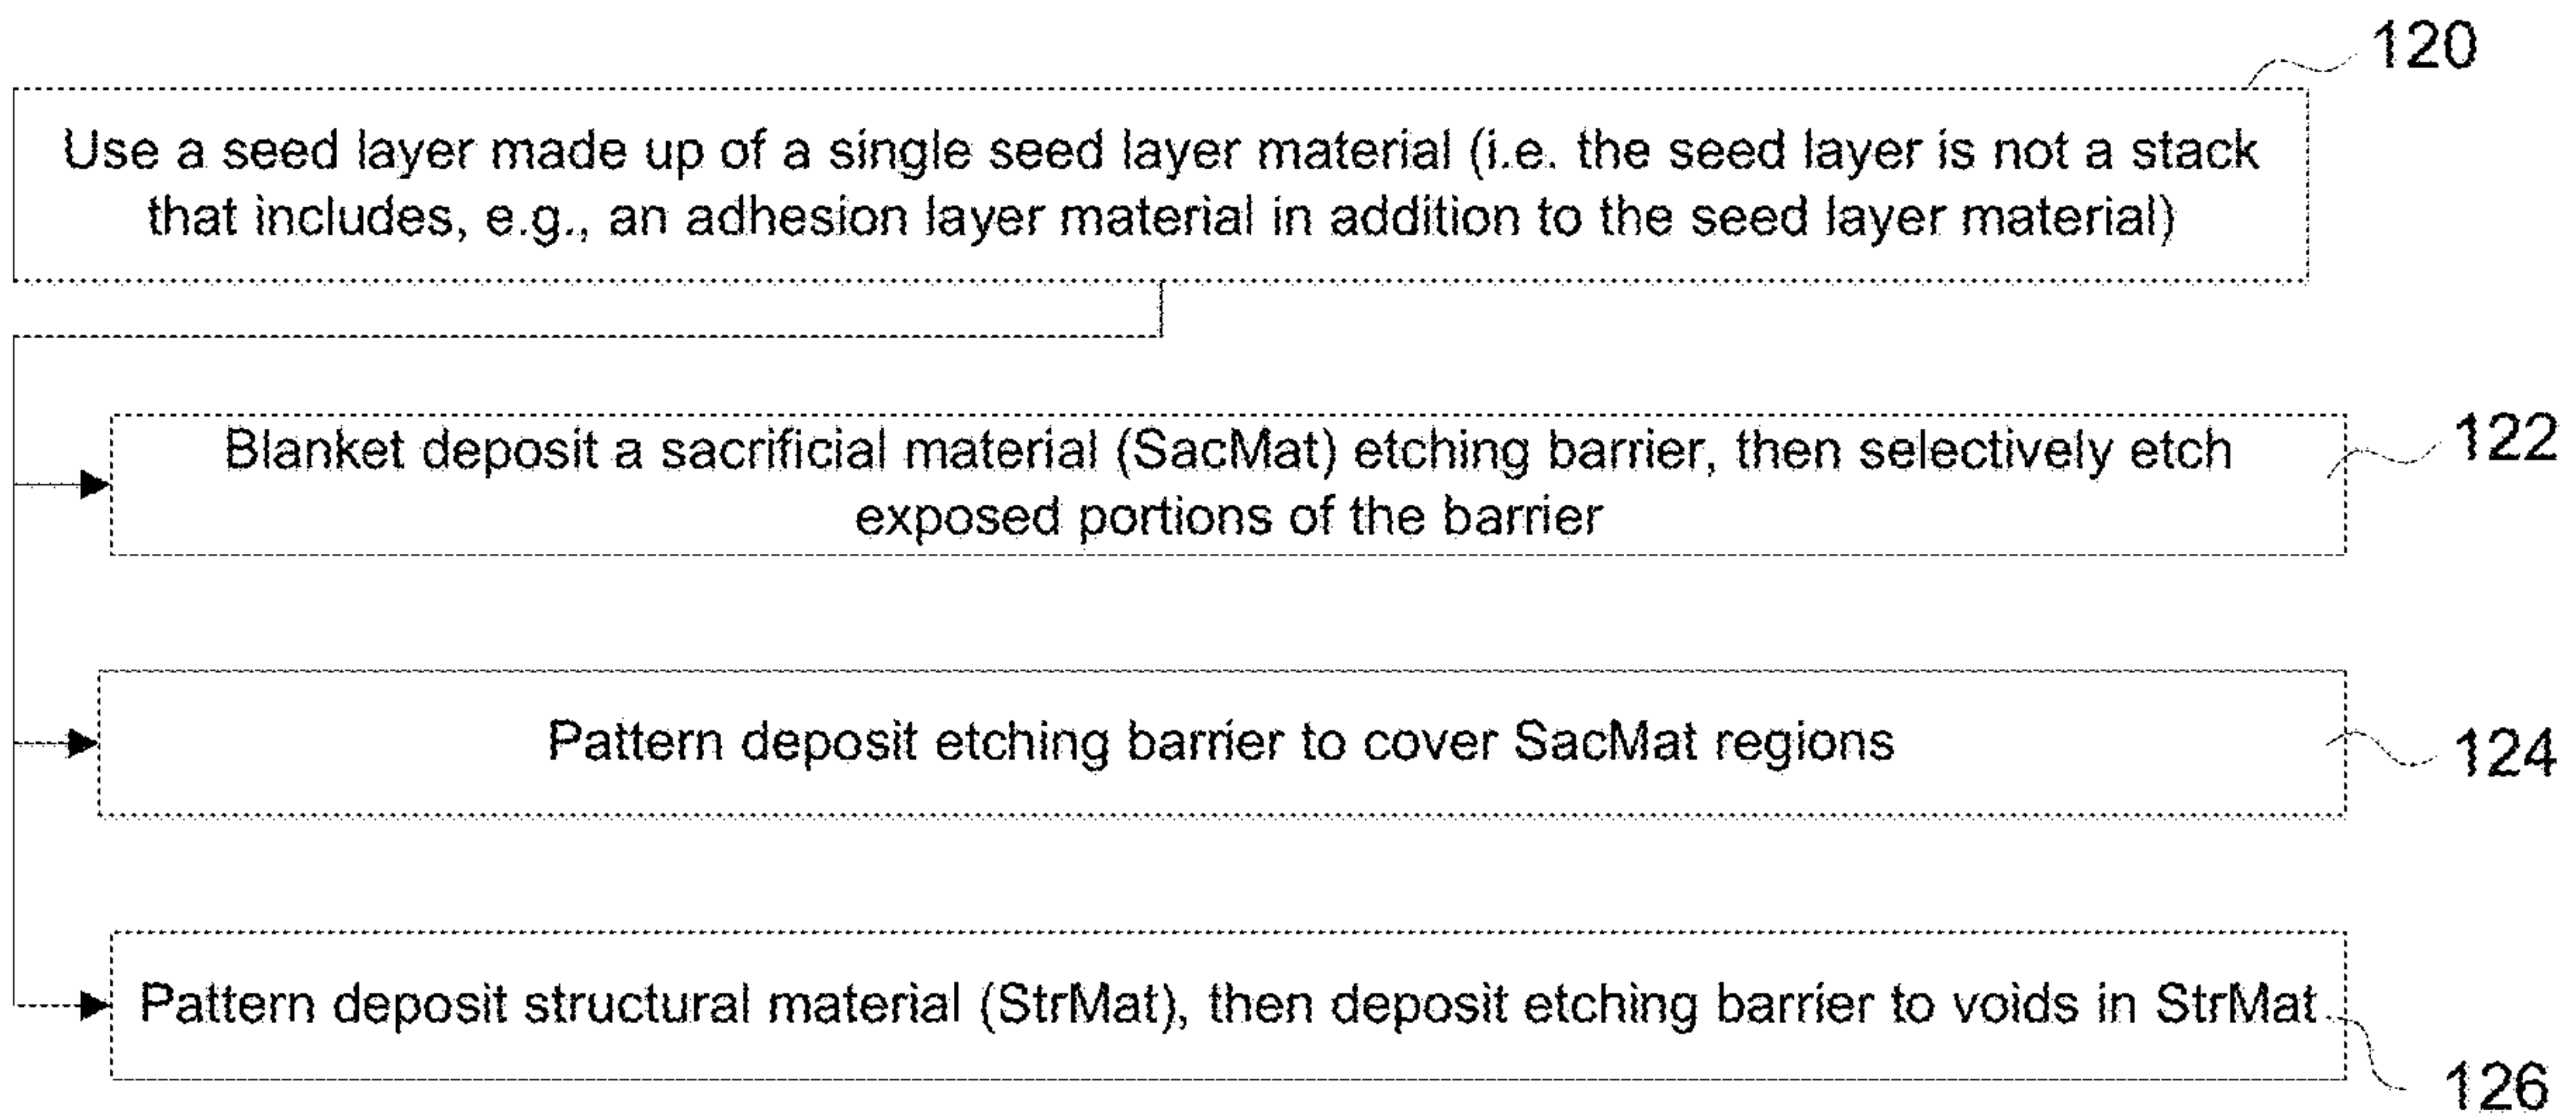 120
Use a seed layer made up of a single seed layer material (i.e. the seed layer is not a stack
that includes, e.g., an adhesion layer material in addition to the seed layer material)
Blanket deposit a sacrificial material (SacMat) etching barrier, then selectively etch
exposed portions of the barrier
122
Pattern deposit etching barrier to cover SacMat regions
124
Pattern deposit structural material (StrMat), then deposit etching barrier to voids in StrMat
126